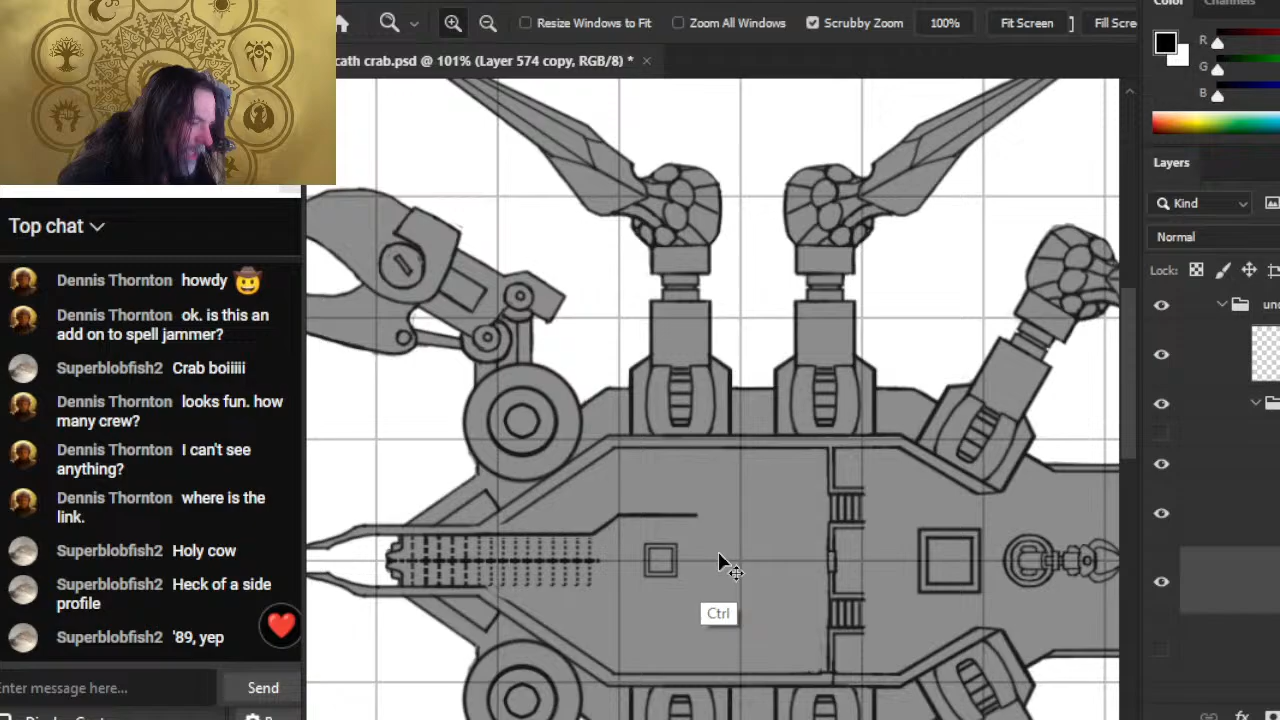 Resize Windows to Fit
Zoom All Windows
Scrubby Zoom
100%
Fit Screen
Fill Scre
cath crab.psd @ 101% (Layer 574 copy, RGB/8) *
Color
Channels
R
G
B
Layers
Kind
Normal
Lock:
Top chat
Dennis Thornton howdy 🤠
Dennis Thornton ok. is this an
add on to spell jammer?
Superblobfish2 Crab boiiiii
Dennis Thornton looks fun. how
many crew?
Dennis Thornton I can't see
anything?
Dennis Thornton where is the
link.
Superblobfish2 Holy cow
Superblobfish2 Heck of a side
profile
Superblobfish2 '89, yep
Enter message here...
Send
Ctrl
fx